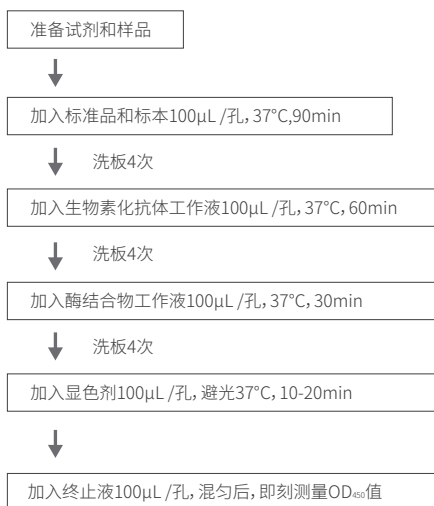 准备试剂和样品
加入标准品和标本100μL /孔，37°C,90min
洗板4次
加入生物素化抗体工作液100μL /孔，37°C，60min
洗板4次
加入酶结合物工作液100μL /孔，37°C，30min
洗板4次
加入显色剂100μL /孔，避光37°C，10-20min
加入终止液100μL /孔，混匀后，即刻测量OD₄₅₀值